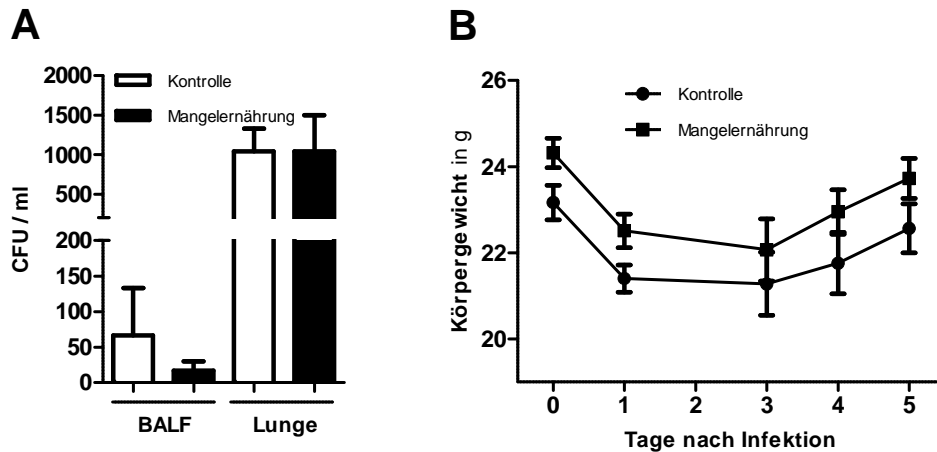 A
2000
1500
1000
500
200
150
100
50
0
CFU / ml
Kontrolle
Mangelernährung
BALF Lunge
B
26
24
22
20
Körpergewicht in g
Kontrolle
Mangelernährung
0 1 2 3 4 5
Tage nach Infektion